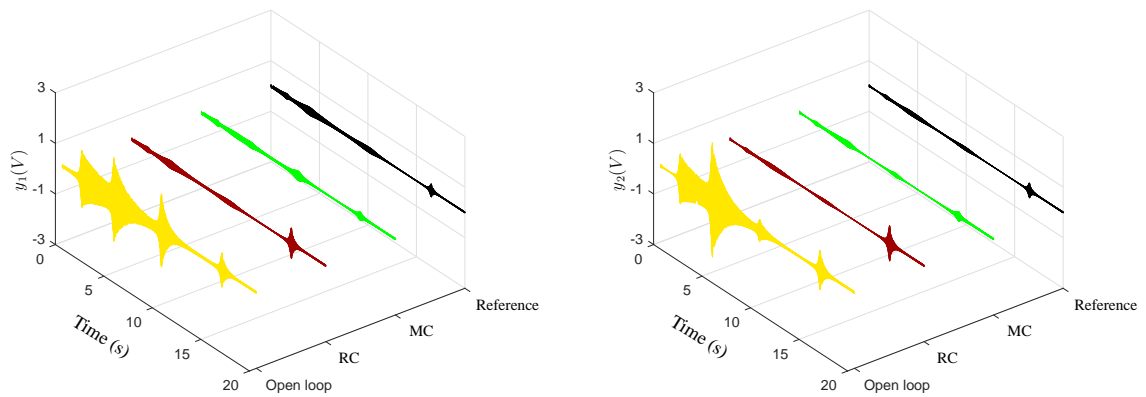 3
1
-1
-3
y₁(V)
0
5
10
15
20
Time (s)
Open loop
RC
MC
Reference
3
1
-1
-3
y₂(V)
0
5
10
15
20
Time (s)
Open loop
RC
MC
Reference